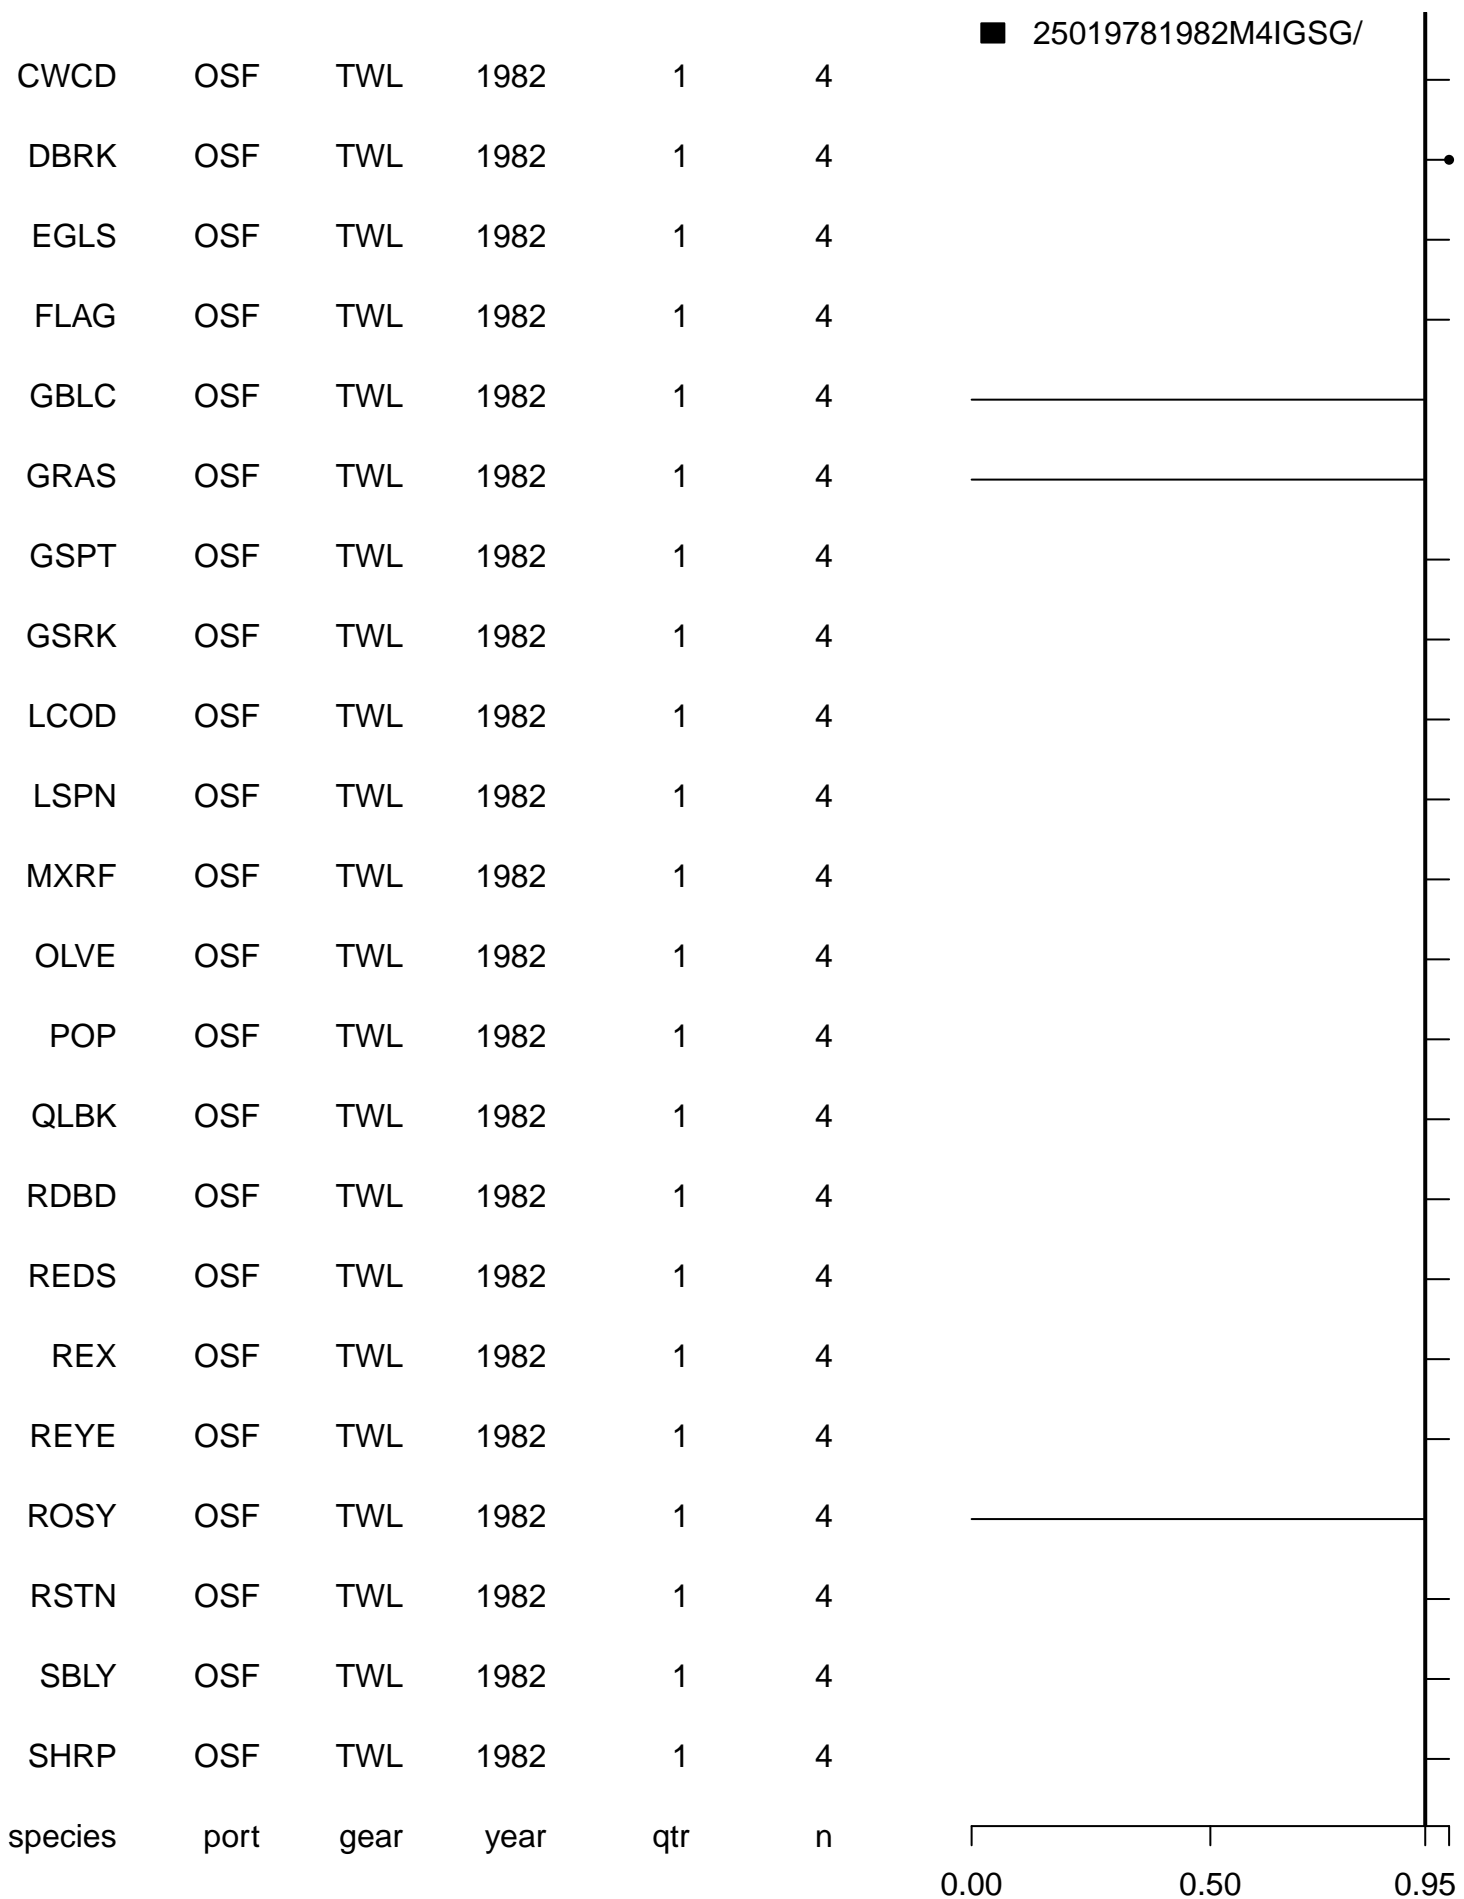 25019781982M4IGSG/
CWCD OSF TWL 1982 1 4
DBRK OSF TWL 1982 1 4
EGLS OSF TWL 1982 1 4
FLAG OSF TWL 1982 1 4
GBLC OSF TWL 1982 1 4
GRAS OSF TWL 1982 1 4
GSPT OSF TWL 1982 1 4
GSRK OSF TWL 1982 1 4
LCOD OSF TWL 1982 1 4
LSPN OSF TWL 1982 1 4
MXRF OSF TWL 1982 1 4
OLVE OSF TWL 1982 1 4
POP OSF TWL 1982 1 4
QLBK OSF TWL 1982 1 4
RDBD OSF TWL 1982 1 4
REDS OSF TWL 1982 1 4
REX OSF TWL 1982 1 4
REYE OSF TWL 1982 1 4
ROSY OSF TWL 1982 1 4
RSTN OSF TWL 1982 1 4
SBLY OSF TWL 1982 1 4
SHRP OSF TWL 1982 1 4
species port gear year qtr n
0.00 0.50 0.95